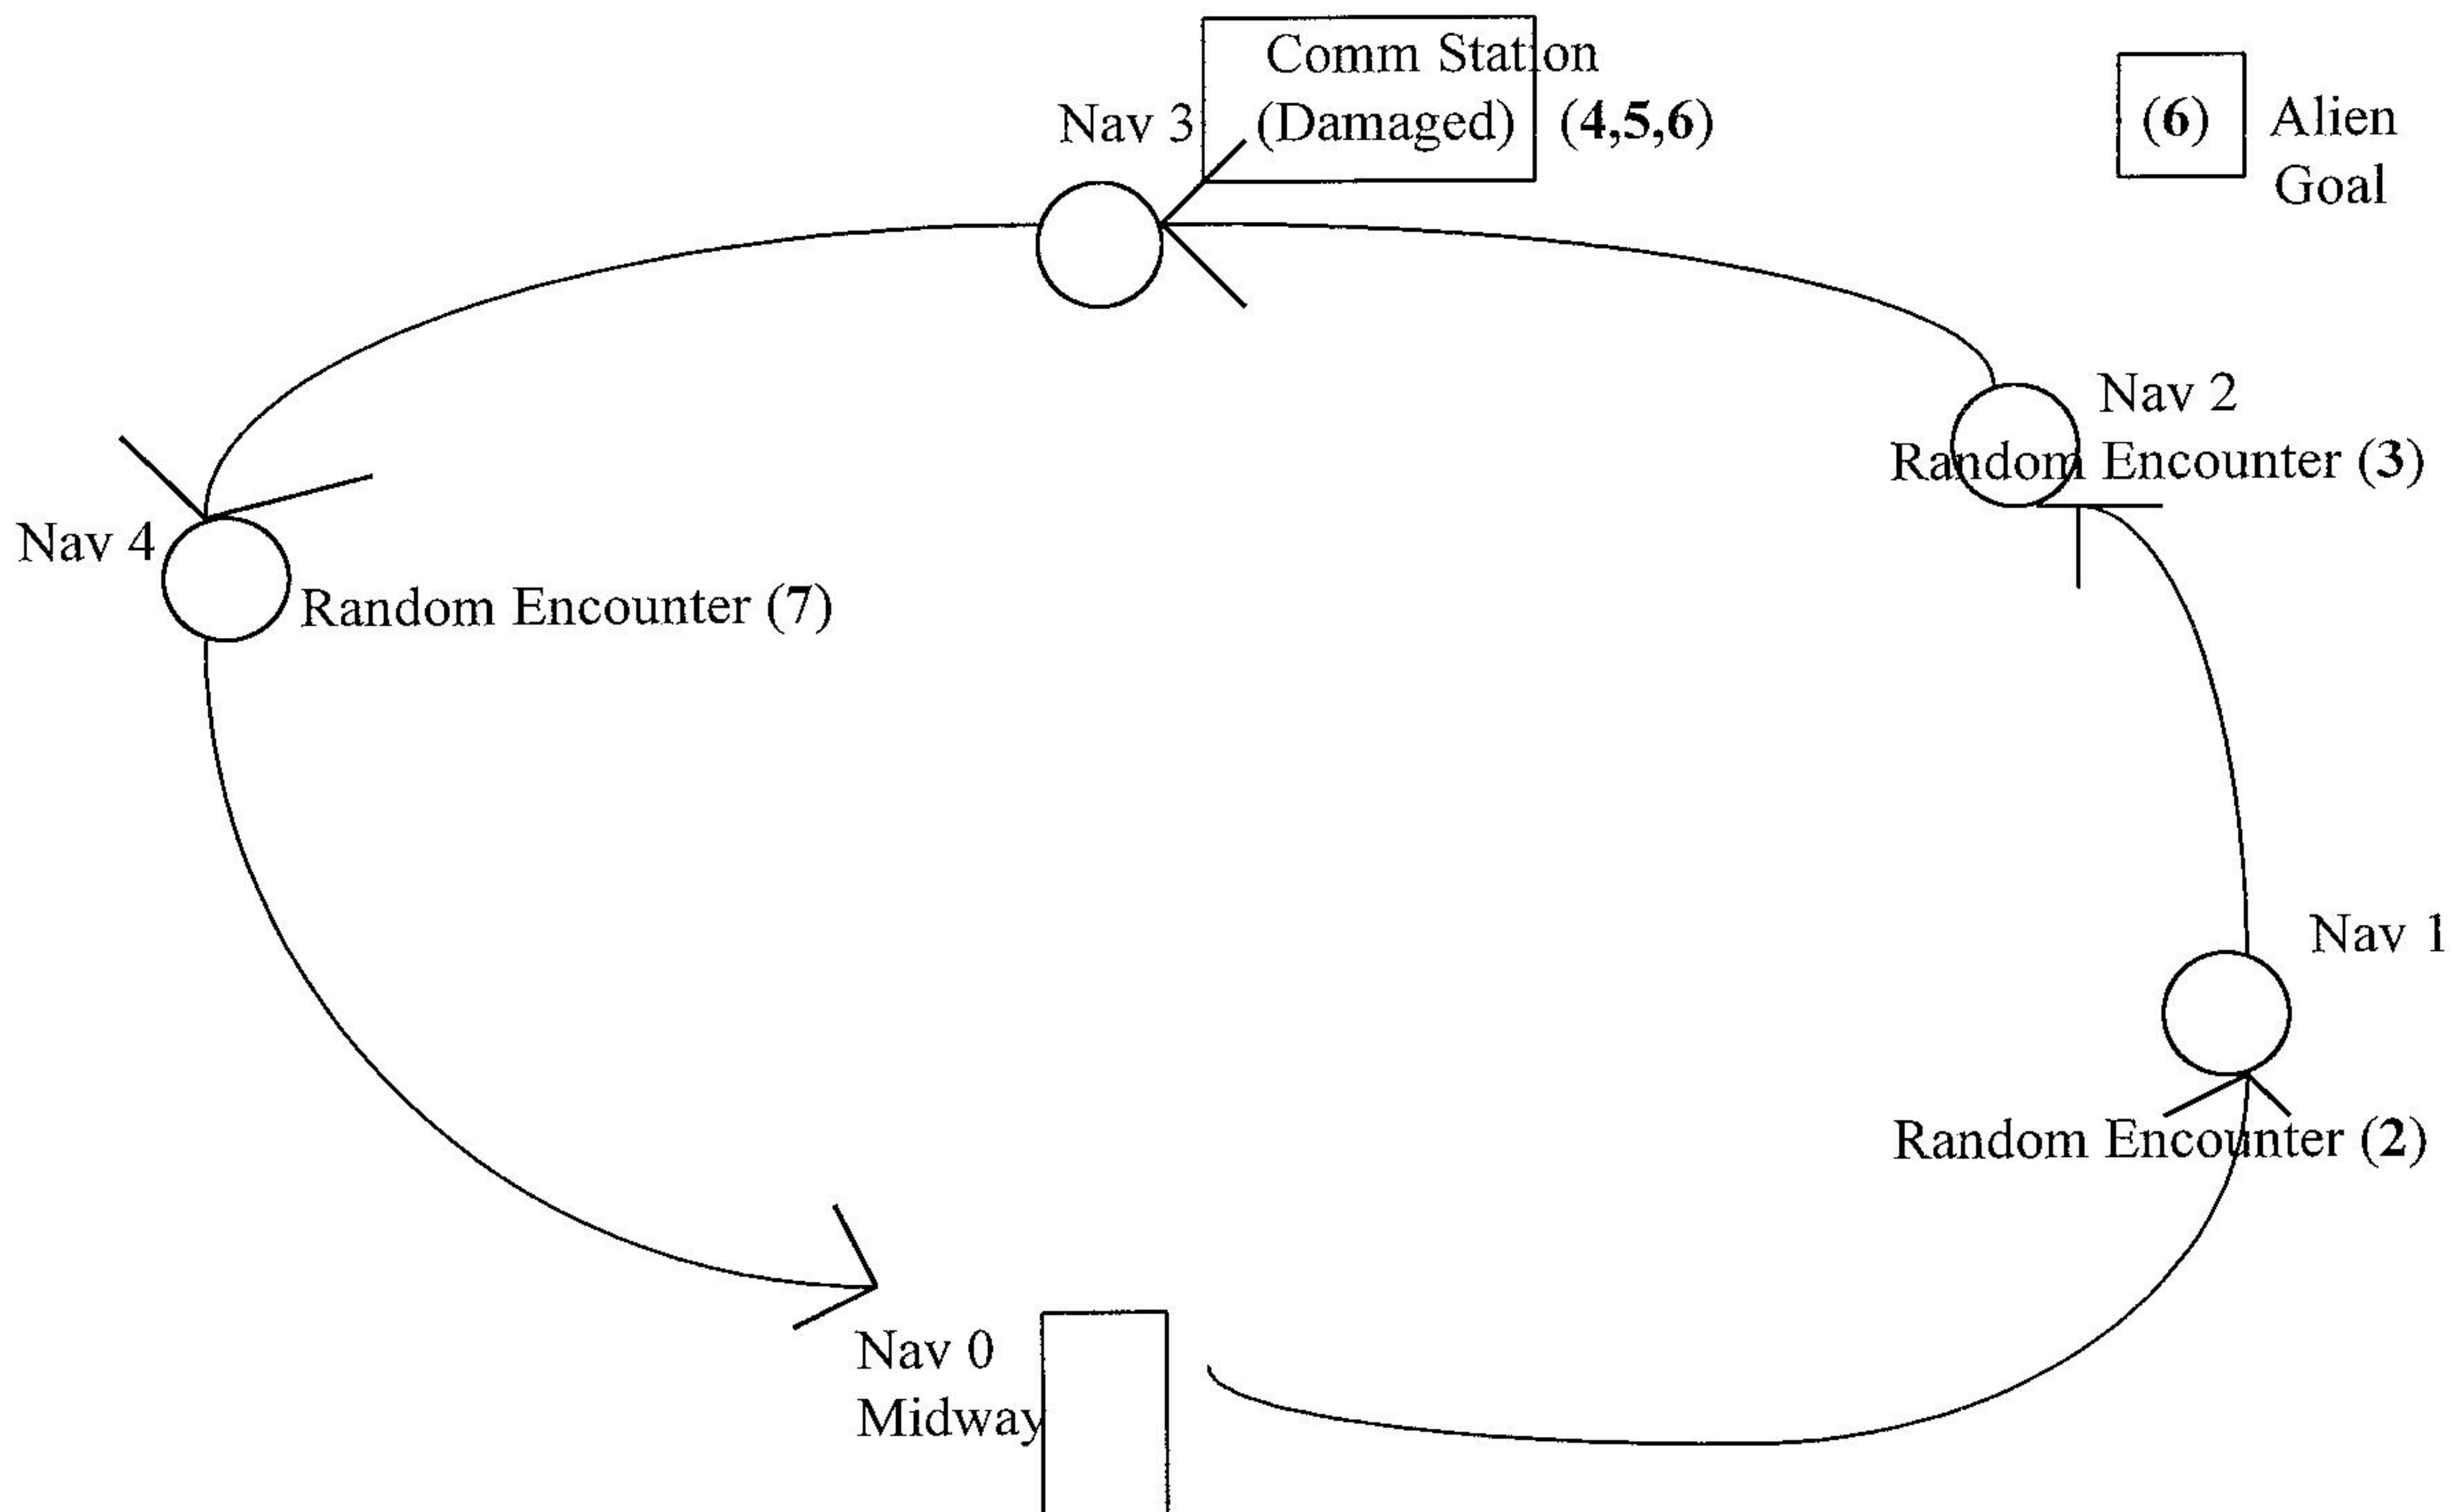 Comm Station
Nav 3 (Damaged) (4,5,6)
(6) Alien
Goal
Nav 2
Random Encounter (3)
Nav 4
Random Encounter (7)
Nav 1
Random Encounter (2)
Nav 0
Midway